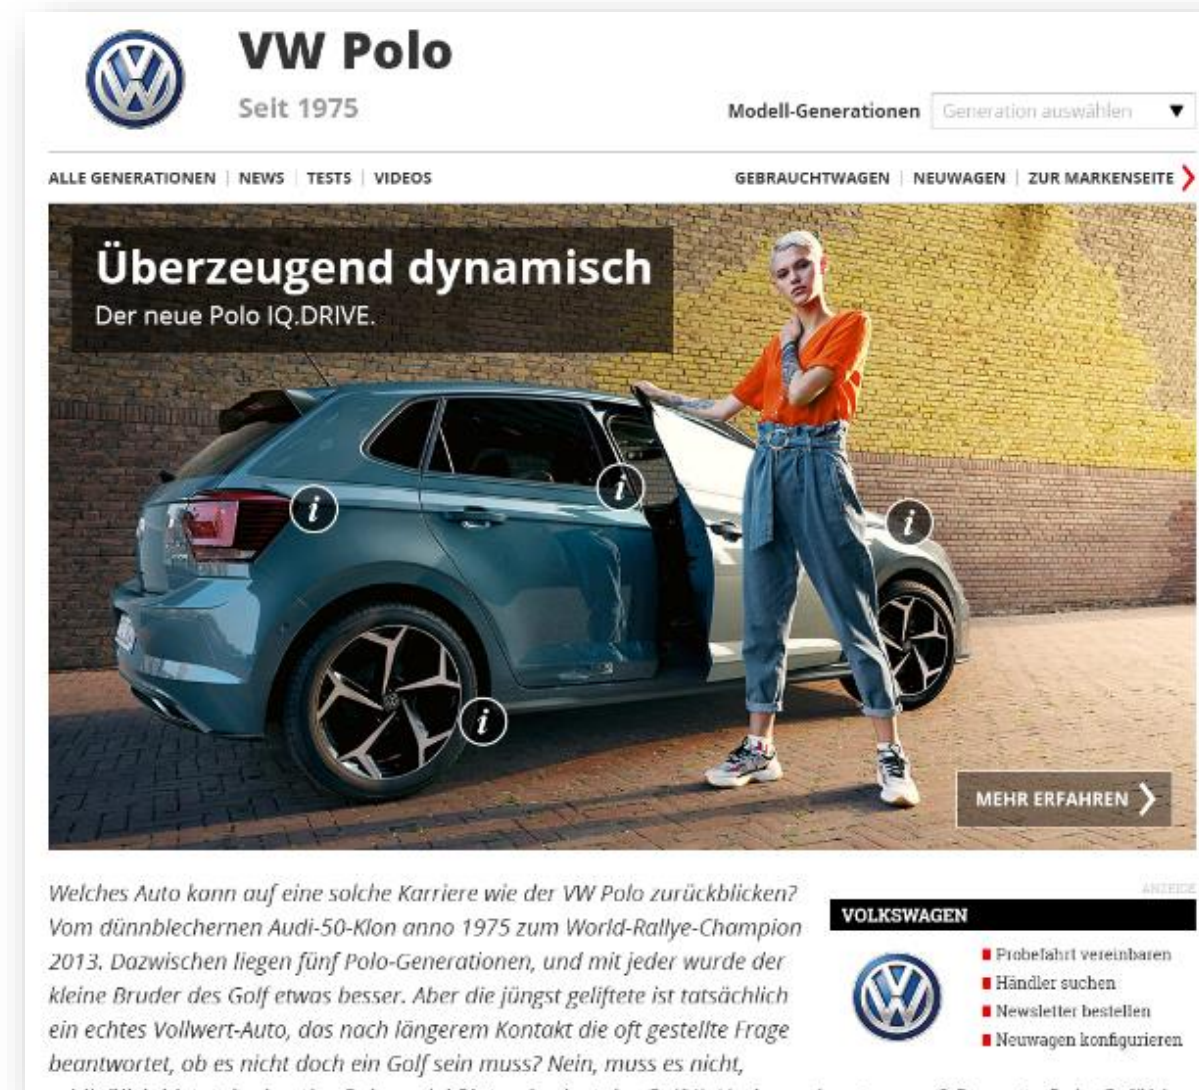 VW Polo
Seit 1975
Modell-Generationen Generation auswählen
ALLE GENERATIONEN | NEWS | TESTS | VIDEOS
GEBRAUCHTWAGEN | NEUWAGEN | ZUR MARKENSEITE
Überzeugend dynamisch
Der neue Polo IQ.DRIVE.
i
i
i
i
MEHR ERFAHREN
Welches Auto kann auf eine solche Karriere wie der VW Polo zurückblicken?
Vom dünnblechernen Audi-50-Klon anno 1975 zum World-Rallye-Champion
2013. Dazwischen liegen fünf Polo-Generationen, und mit jeder wurde der
kleine Bruder des Golf etwas besser. Aber die jüngst geliftete ist tatsächlich
ein echtes Vollwert-Auto, das nach längerem Kontakt die oft gestellte Frage
beantwortet, ob es nicht doch ein Golf sein muss? Nein, muss es nicht,
ANZEIGE
VOLKSWAGEN
Probefahrt vereinbaren
Händler suchen
Newsletter bestellen
Neuwagen konfigurieren